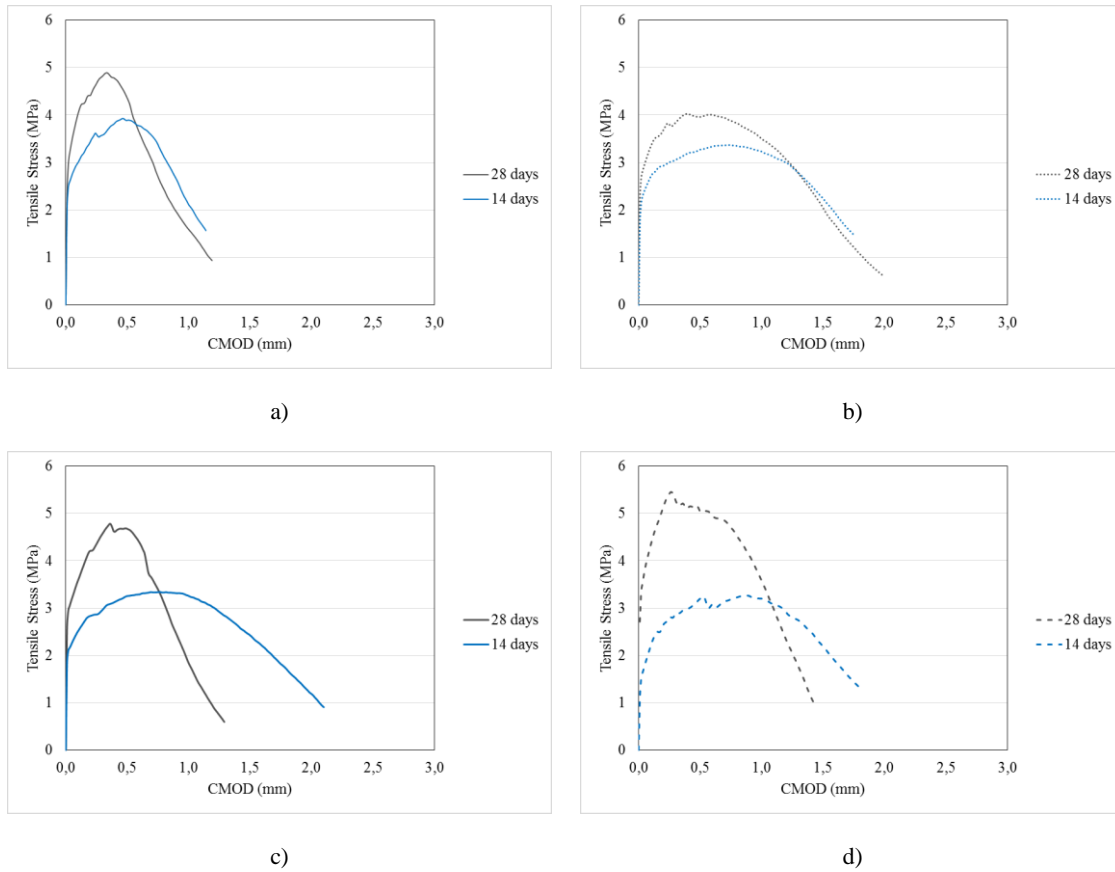 6
5
4
3
2
1
0
Tensile Stress (MPa)
0,0 0,5 1,0 1,5 2,0 2,5 3,0
CMOD (mm)
28 days
14 days
a)
6
5
4
3
2
1
0
Tensile Stress (MPa)
0,0 0,5 1,0 1,5 2,0 2,5 3,0
CMOD (mm)
28 days
14 days
b)
6
5
4
3
2
1
0
Tensile Stress (MPa)
0,0 0,5 1,0 1,5 2,0 2,5 3,0
CMOD (mm)
28 days
14 days
c)
6
5
4
3
2
1
0
Tensile Stress (MPa)
0,0 0,5 1,0 1,5 2,0 2,5 3,0
CMOD (mm)
28 days
14 days
d)